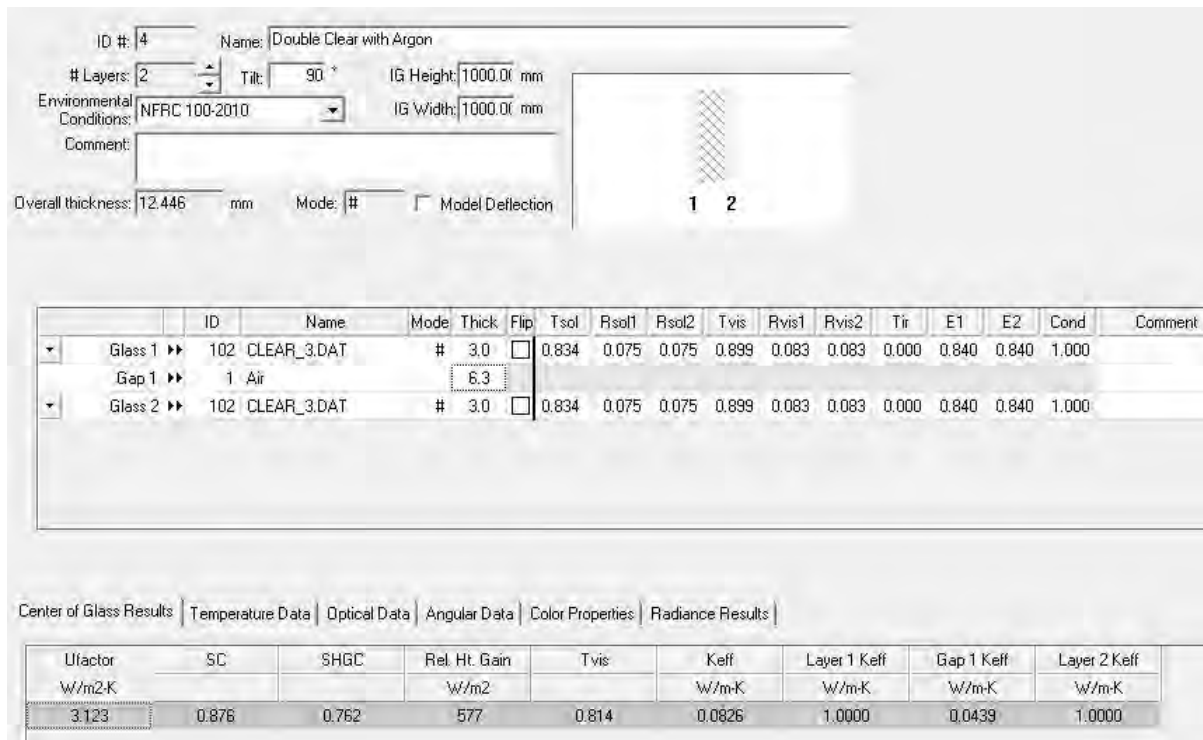 ID #: 4 Name: Double Clear with Argon
# Layers: 2 Tilt: 90 ° IG Height: 1000.0( mm
Environmental Conditions: NFRC 100-2010 IG Width: 1000.0( mm
Comment:
Overall thickness: 12.446 mm Mode: # Model Deflection
1 2
ID Name Mode Thick Flip Tsol Rsol1 Rsol2 Tvis Rvis1 Rvis2 Tir E1 E2 Cond Comment
Glass 1 ▸▸ 102 CLEAR_3.DAT # 3.0 0.834 0.075 0.075 0.899 0.083 0.083 0.000 0.840 0.840 1.000
Gap 1 ▸▸ 1 Air 6.3
Glass 2 ▸▸ 102 CLEAR_3.DAT # 3.0 0.834 0.075 0.075 0.899 0.083 0.083 0.000 0.840 0.840 1.000
Center of Glass Results Temperature Data Optical Data Angular Data Color Properties Radiance Results
Ufactor SC SHGC Rel. Ht. Gain Tvis Keff Layer 1 Keff Gap 1 Keff Layer 2 Keff
W/m2-K W/m2 W/m-K W/m-K W/m-K W/m-K
3.123 0.876 0.762 577 0.814 0.0826 1.0000 0.0439 1.0000